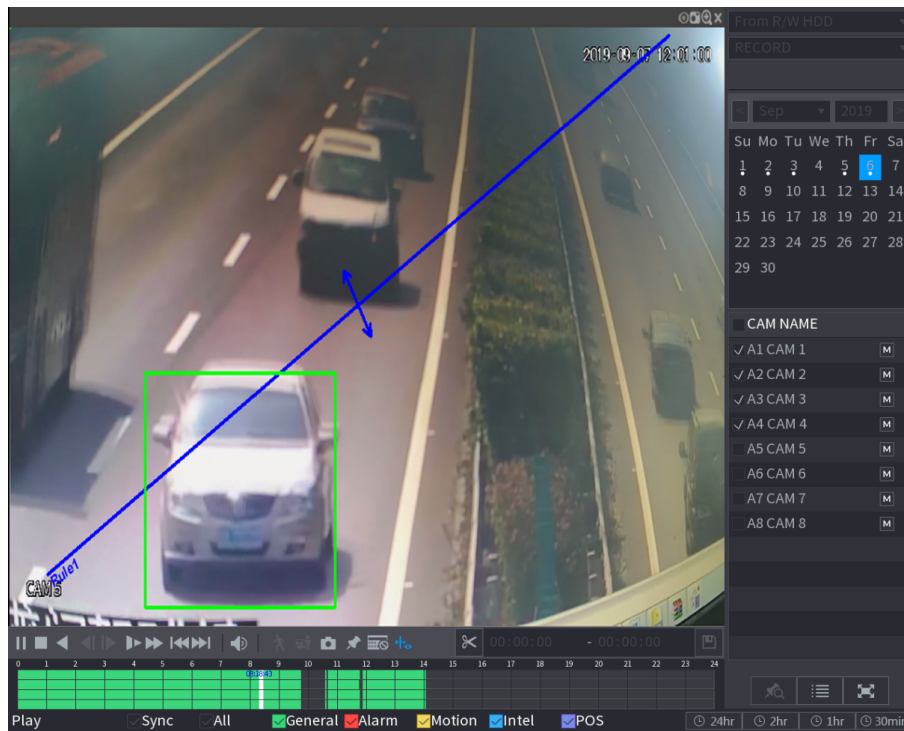 From R/W HDD
RECORD
2019-09-07 12:01:00
Sep 2019
Su Mo Tu We Th Fr Sa
1 2 3 4 5 6 7
8 9 10 11 12 13 14
15 16 17 18 19 20 21
22 23 24 25 26 27 28
29 30
CAM NAME
A1 CAM 1 M
A2 CAM 2 M
A3 CAM 3 M
A4 CAM 4 M
A5 CAM 5 M
A6 CAM 6 M
A7 CAM 7 M
A8 CAM 8 M
Rule1
CAM 5
00:00:00 - 00:00:00
0 1 2 3 4 5 6 7 8 9 10 11 12 13 14 15 16 17 18 19 20 21 22 23 24
Play Sync All General Alarm Motion Intel POS 24hr 2hr 1hr 30min